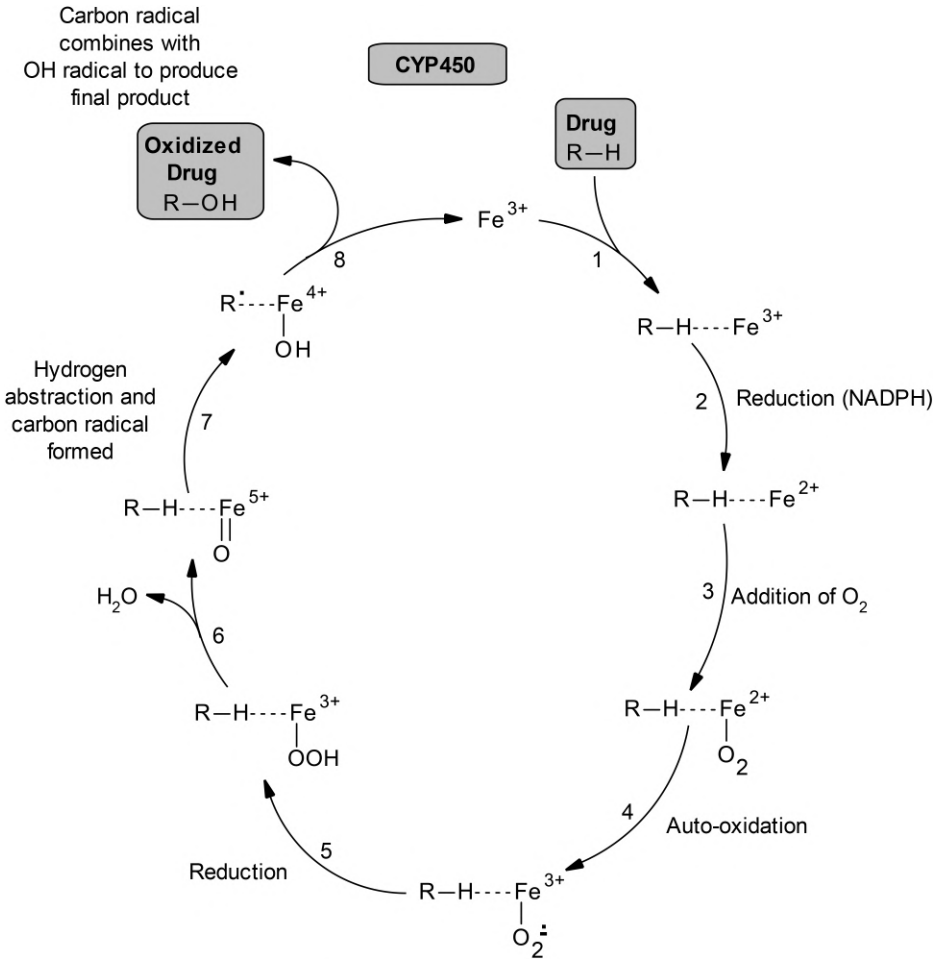 Carbon radical
combines with
OH radical to produce
final product
CYP450
Drug
R–H
Oxidized
Drug
R–OH
Fe3+
1
8
R·----Fe4+
OH
R–H----Fe3+
Hydrogen
abstraction and
carbon radical
formed
7
2
Reduction (NADPH)
R–H----Fe5+
O
R–H----Fe2+
H2O
6
3
Addition of O2
R–H----Fe3+
OOH
R–H----Fe2+
O2
4
Auto-oxidation
5
Reduction
R–H----Fe3+
O2